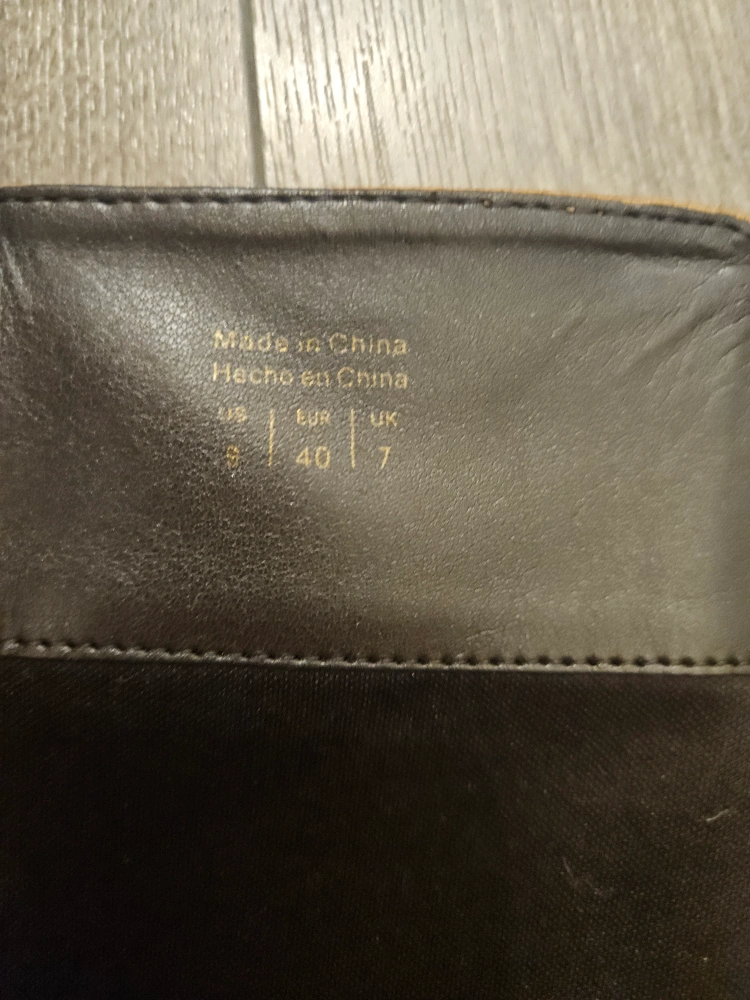 Made in China
Hecho en China
US | EUR | UK
9 | 40 | 7